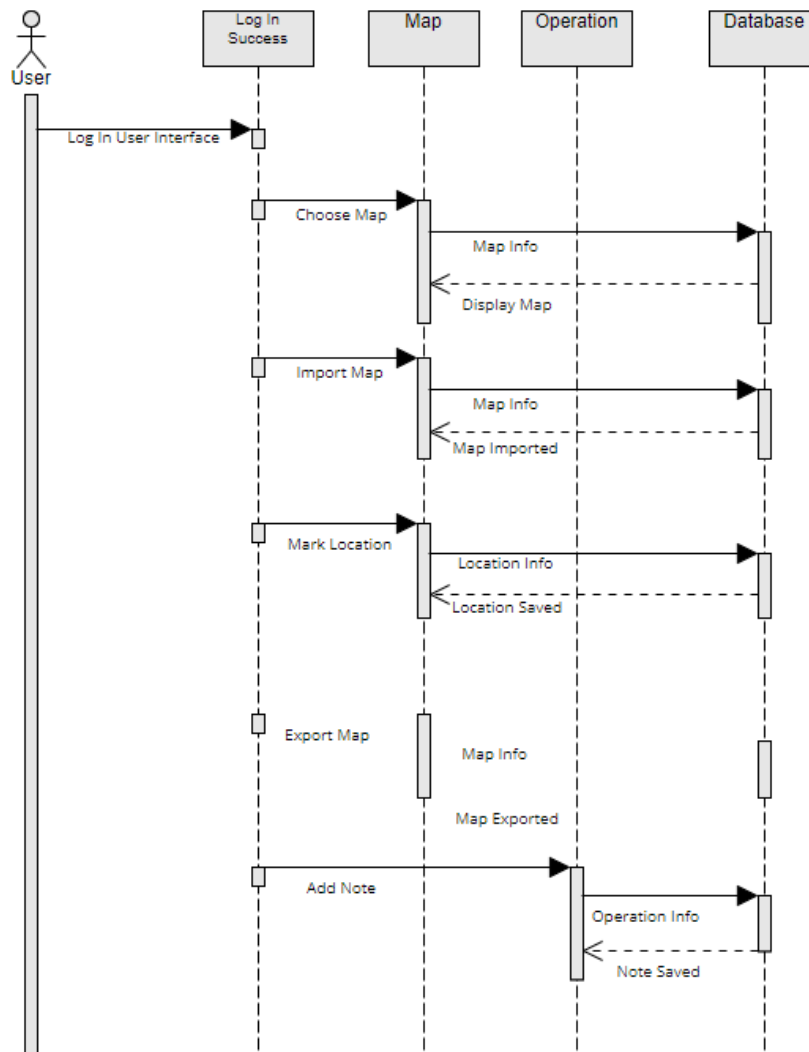 Log In
Success
Map
Operation
Database
User
Log In User Interface
Choose Map
Map Info
Display Map
Import Map
Map Info
Map Imported
Mark Location
Location Info
Location Saved
Export Map
Map Info
Map Exported
Add Note
Operation Info
Note Saved